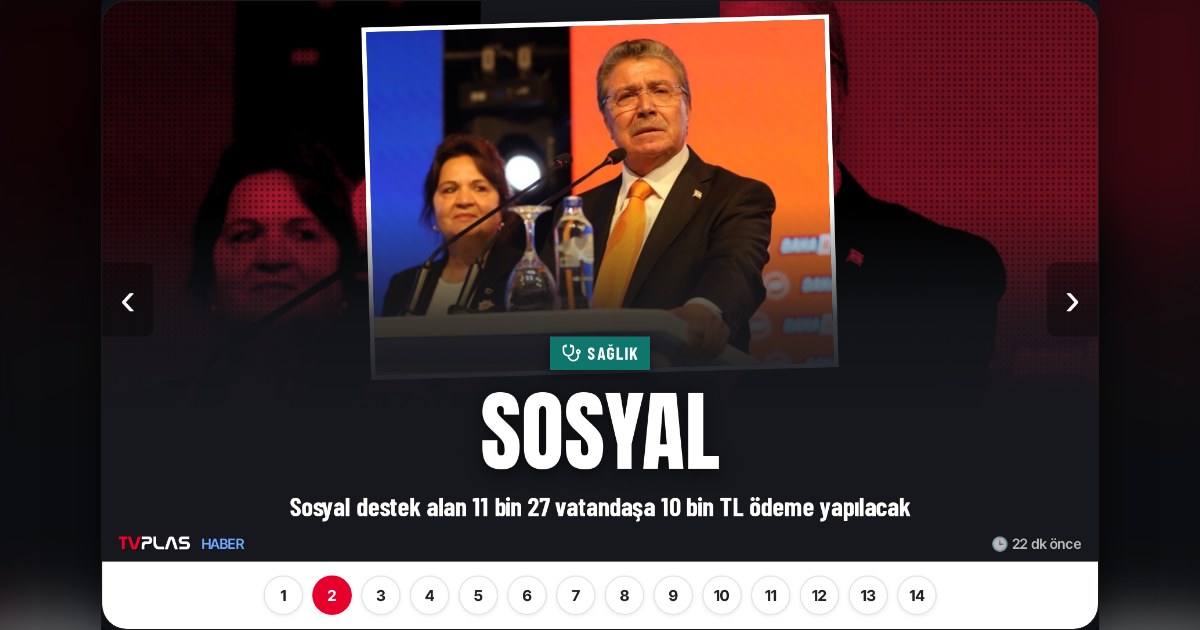 DAHA
SAĞLIK
SOSYAL
Sosyal destek alan 11 bin 27 vatandaşa 10 bin TL ödeme yapılacak
TVPLAS HABER
22 dk önce
1 2 3 4 5 6 7 8 9 10 11 12 13 14